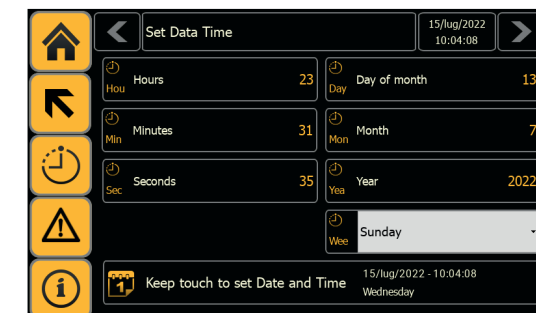 Set Data Time
15/lug/2022
10:04:08
Hou Hours 23
Day Day of month 13
Min Minutes 31
Mon Month 7
Sec Seconds 35
Yea Year 2022
Wee Sunday
1 Keep touch to set Date and Time
15/lug/2022 - 10:04:08
Wednesday